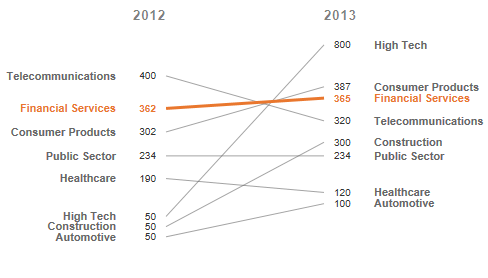 2012 2013
800 High Tech
Telecommunications 400
387 Consumer Products
365 Financial Services
Financial Services 362
320 Telecommunications
Consumer Products 302
300 Construction
Public Sector 234 234 Public Sector
Healthcare 190
120 Healthcare
100 Automotive
High Tech 50
Construction 50
Automotive 50